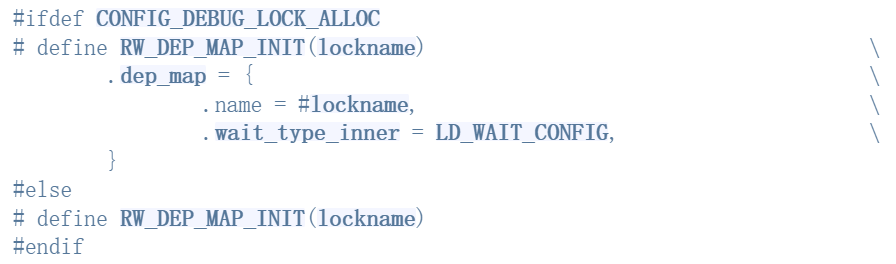 #ifdef CONFIG_DEBUG_LOCK_ALLOC
# define RW_DEP_MAP_INIT(lockname) \
.dep_map = { \
.name = #lockname, \
.wait_type_inner = LD_WAIT_CONFIG, \
}
#else
# define RW_DEP_MAP_INIT(lockname)
#endif